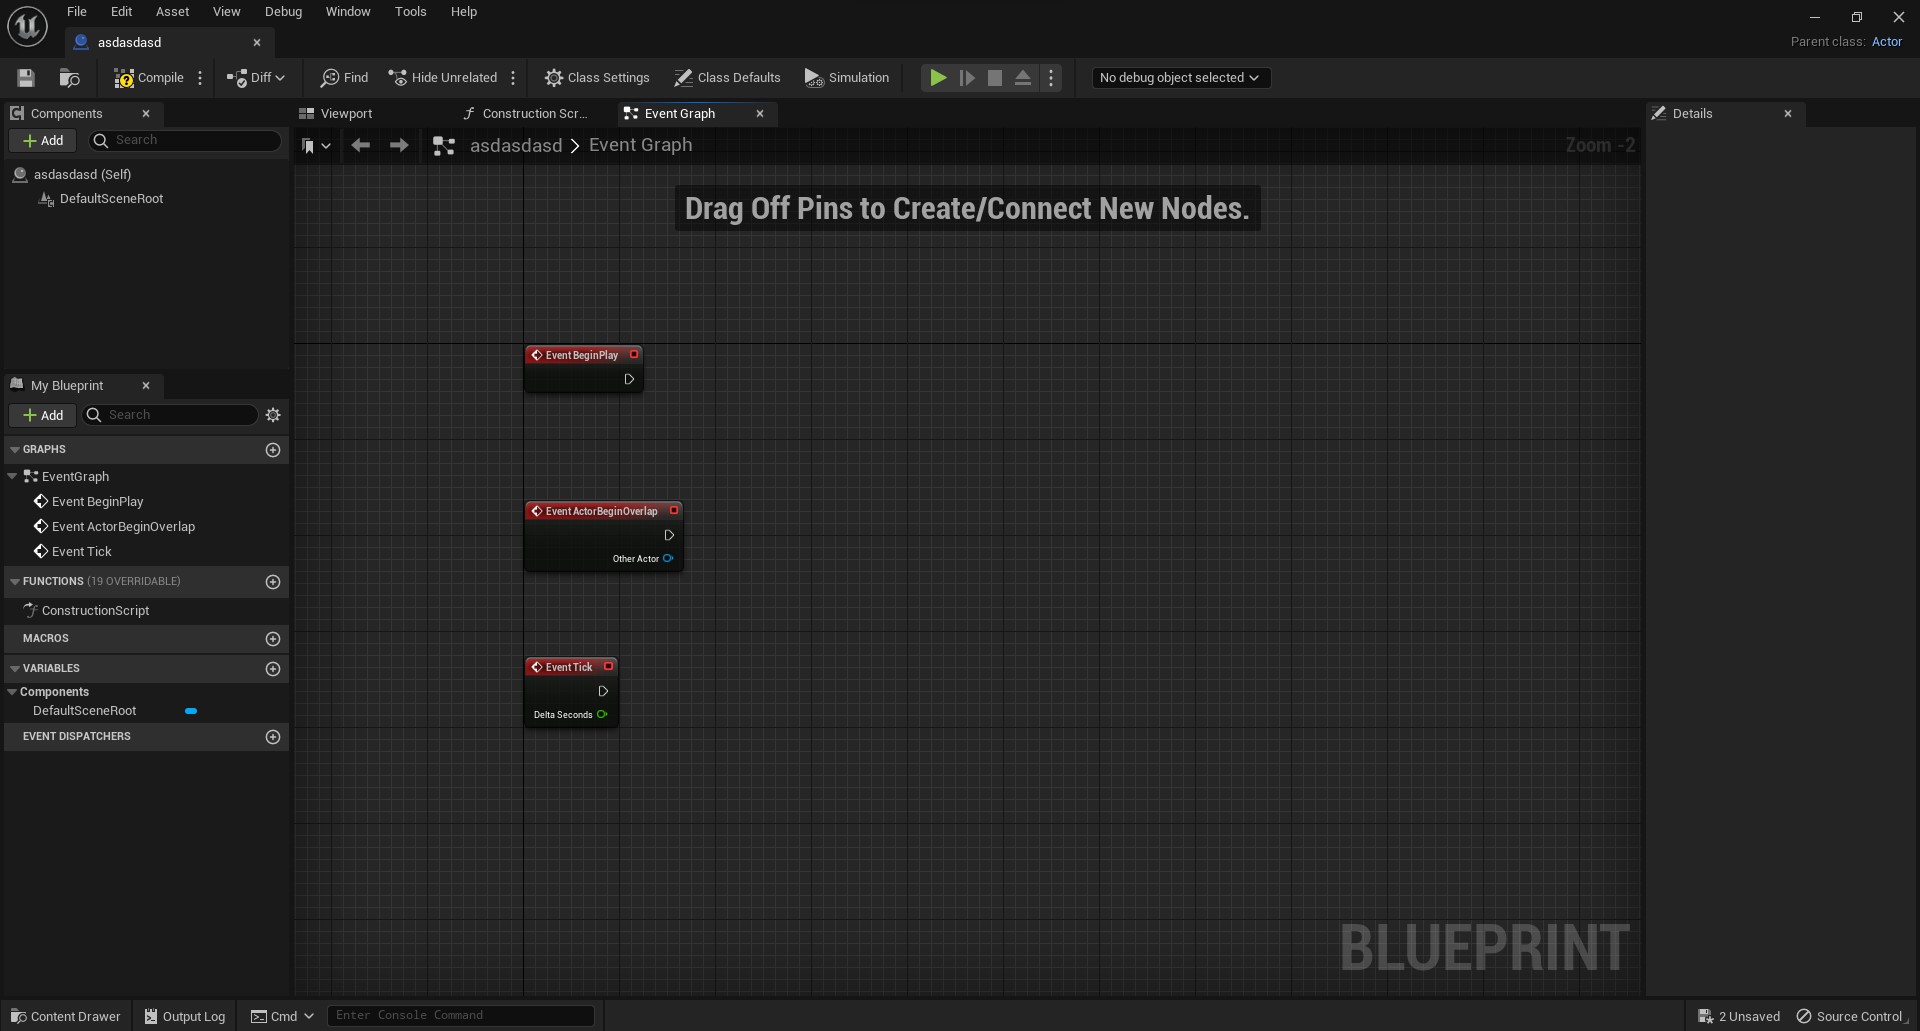 File Edit Asset View Debug Window Tools Help
asdasdasd
Parent class: Actor
Compile Diff Find Hide Unrelated Class Settings Class Defaults Simulation No debug object selected
Components
Viewport Construction Scr... Event Graph
Details
Add Search
asdasdasd > Event Graph
Zoom -2
asdasdasd (Self)
DefaultSceneRoot
Drag Off Pins to Create/Connect New Nodes.
Event BeginPlay
My Blueprint
Add Search
GRAPHS
EventGraph
Event BeginPlay
Event ActorBeginOverlap
Event Tick
Event ActorBeginOverlap
Other Actor
FUNCTIONS (19 OVERRIDABLE)
ConstructionScript
MACROS
VARIABLES
Components
DefaultSceneRoot
EVENT DISPATCHERS
Event Tick
Delta Seconds
BLUEPRINT
Content Drawer Output Log Cmd Enter Console Command 2 Unsaved Source Control